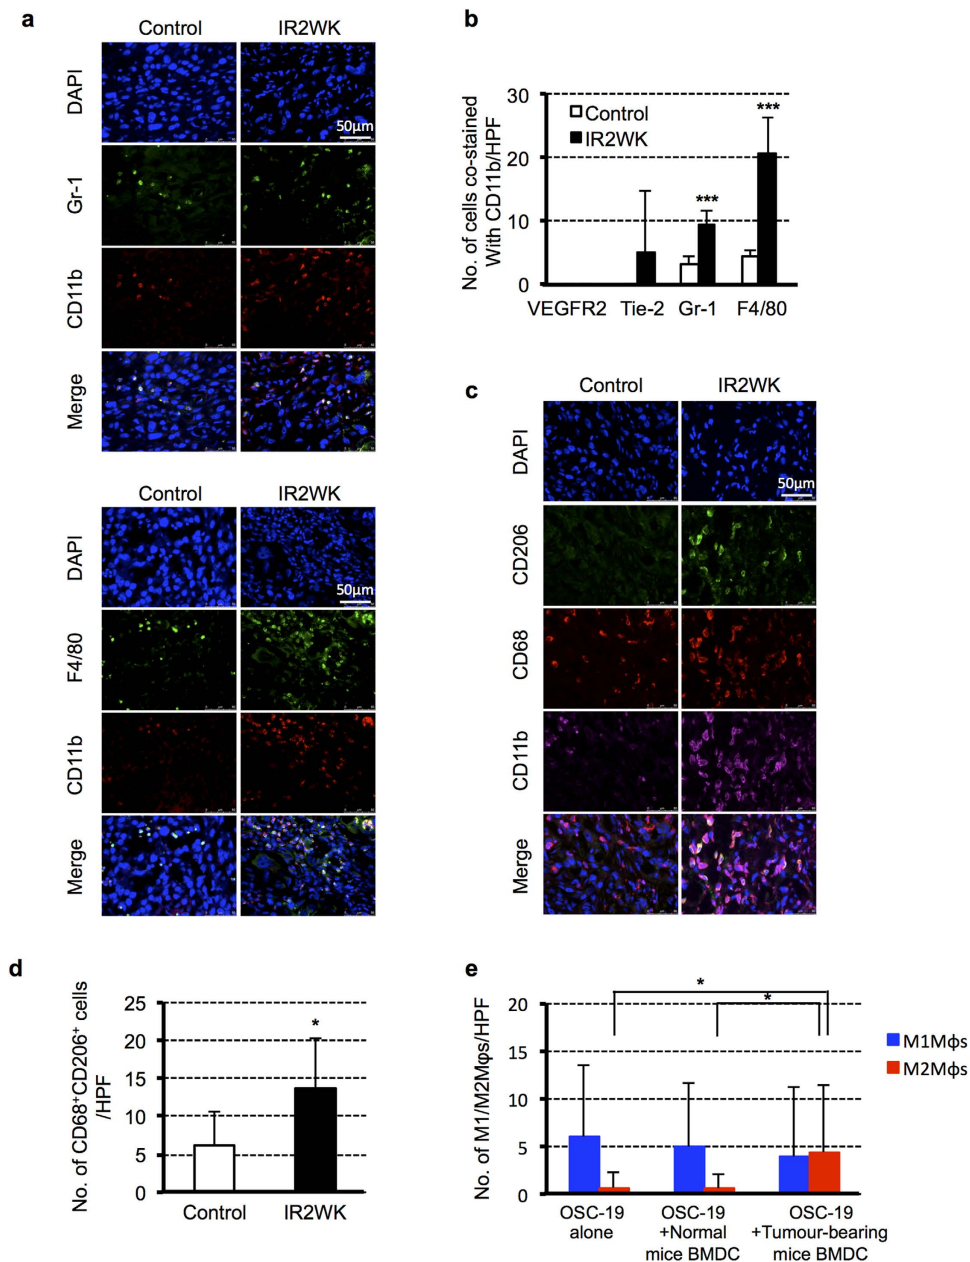 a
Control IR2WK
DAPI
50μm
Gr-1
CD11b
Merge
Control IR2WK
DAPI
50μm
F4/80
CD11b
Merge
b
No. of cells co-stained
With CD11b/HPF
30
20
10
0
Control
IR2WK
***
***
VEGFR2 Tie-2 Gr-1 F4/80
c
Control IR2WK
DAPI
50μm
CD206
CD68
CD11b
Merge
d
No. of CD68+CD206+ cells
/HPF
25
20
15
10
5
0
*
Control IR2WK
e
No. of M1/M2Mφs/HPF
20
15
10
5
0
*
*
M1Mφs
M2Mφs
OSC-19
alone
OSC-19
+Normal
mice BMDC
OSC-19
+Tumour-bearing
mice BMDC